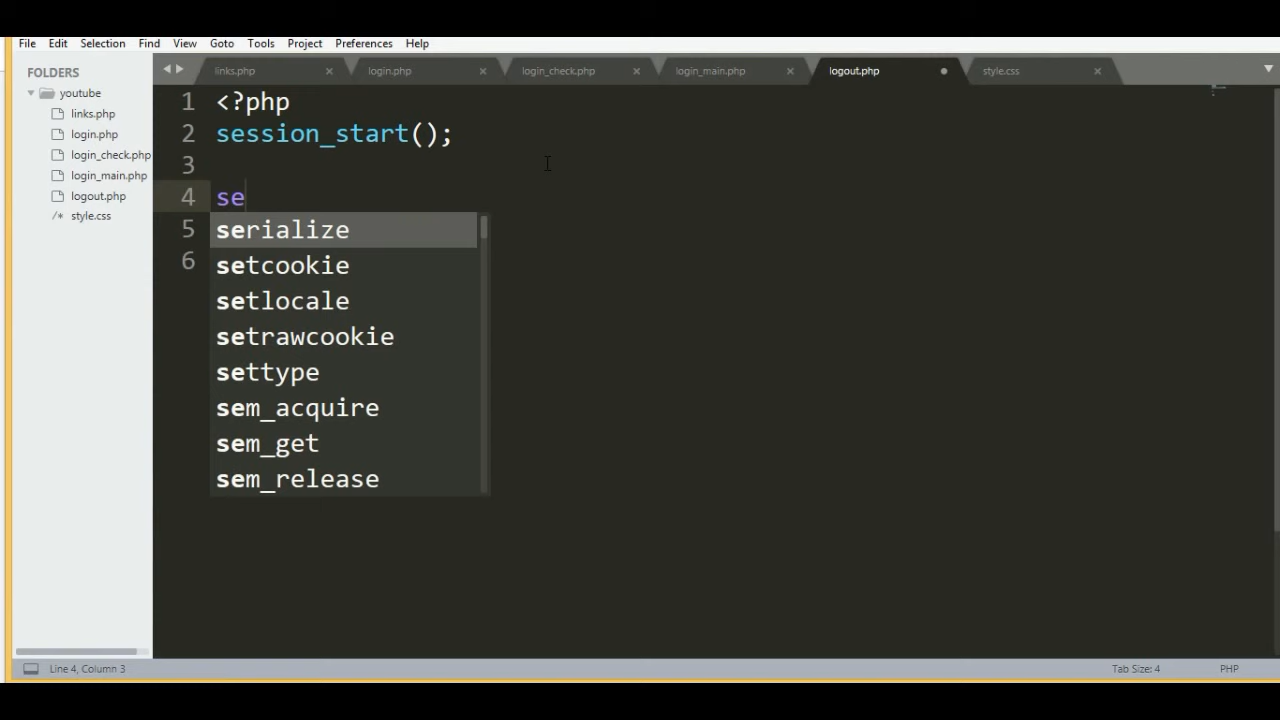 File Edit Selection Find View Goto Tools Project Preferences Help
FOLDERS
youtube
links.php
login.php
login_check.php
login_main.php
logout.php
/* style.css
links.php × login.php × login_check.php × login_main.php × logout.php style.css ×
1 <?php
2 session_start();
3
4 se
5
6
serialize
setcookie
setlocale
setrawcookie
settype
sem_acquire
sem_get
sem_release
Line 4, Column 3 Tab Size: 4 PHP